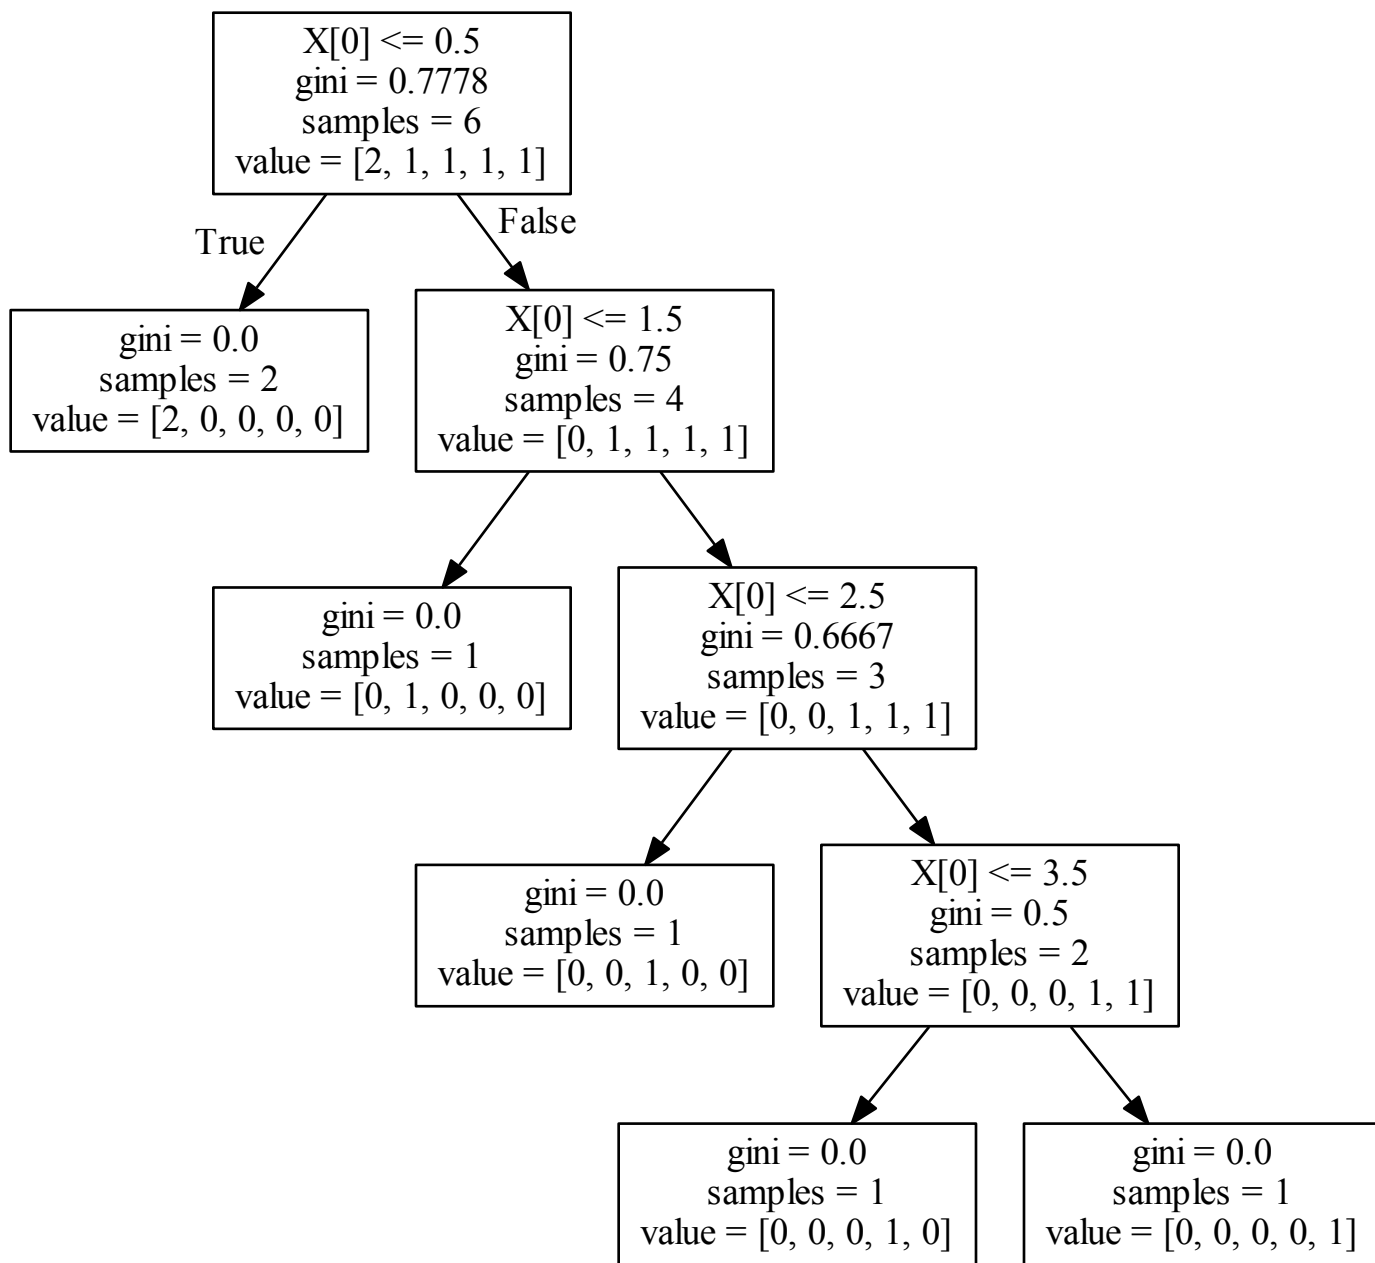 X[0] <= 0.5
gini = 0.7778
samples = 6
value = [2, 1, 1, 1, 1]
True
False
gini = 0.0
samples = 2
value = [2, 0, 0, 0, 0]
X[0] <= 1.5
gini = 0.75
samples = 4
value = [0, 1, 1, 1, 1]
gini = 0.0
samples = 1
value = [0, 1, 0, 0, 0]
X[0] <= 2.5
gini = 0.6667
samples = 3
value = [0, 0, 1, 1, 1]
gini = 0.0
samples = 1
value = [0, 0, 1, 0, 0]
X[0] <= 3.5
gini = 0.5
samples = 2
value = [0, 0, 0, 1, 1]
gini = 0.0
samples = 1
value = [0, 0, 0, 1, 0]
gini = 0.0
samples = 1
value = [0, 0, 0, 0, 1]